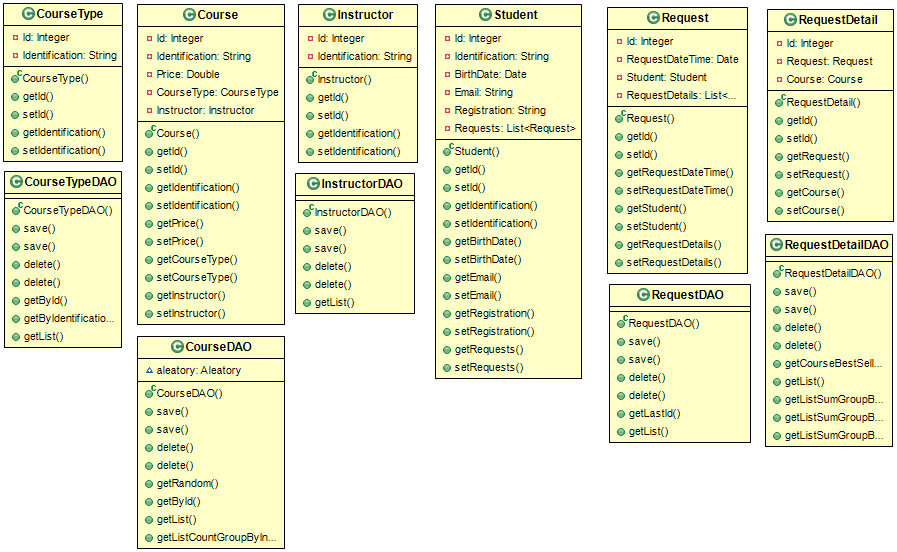 CourseType
Id: Integer
Identification: String
CourseType()
getId()
setId()
getIdentification()
setIdentification()
Course
Id: Integer
Identification: String
Price: Double
CourseType: CourseType
Instructor: Instructor
Course()
getId()
setId()
getIdentification()
setIdentification()
getPrice()
setPrice()
getCourseType()
setCourseType()
getInstructor()
setInstructor()
Instructor
Id: Integer
Identification: String
Instructor()
getId()
setId()
getIdentification()
setIdentification()
Student
Id: Integer
Identification: String
BirthDate: Date
Email: String
Registration: String
Requests: List<Request>
Student()
getId()
setId()
getIdentification()
setIdentification()
getBirthDate()
setBirthDate()
getEmail()
setEmail()
getRegistration()
setRegistration()
getRequests()
setRequests()
Request
Id: Integer
RequestDateTime: Date
Student: Student
RequestDetails: List<...
Request()
getId()
setId()
getRequestDateTime()
setRequestDateTime()
getStudent()
setStudent()
getRequestDetails()
setRequestDetails()
RequestDetail
Id: Integer
Request: Request
Course: Course
RequestDetail()
getId()
setId()
getRequest()
setRequest()
getCourse()
setCourse()
CourseTypeDAO
CourseTypeDAO()
save()
save()
delete()
delete()
getById()
getByIdentificatio...
getList()
InstructorDAO
InstructorDAO()
save()
save()
delete()
delete()
getList()
RequestDetailDAO
RequestDetailDAO()
save()
save()
delete()
delete()
getCourseBestSell...
getList()
getListSumGroupB...
getListSumGroupB...
getListSumGroupB...
RequestDAO
RequestDAO()
save()
save()
delete()
delete()
getLastId()
getList()
CourseDAO
aleatory: Aleatory
CourseDAO()
save()
save()
delete()
delete()
getRandom()
getById()
getList()
getListCountGroupByIn...